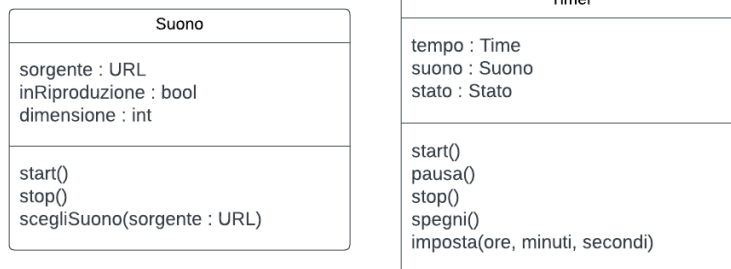 Suono
sorgente : URL
inRiproduzione : bool
dimensione : int
start()
stop()
scegliSuono(sorgente : URL)
Timer
tempo : Time
suono : Suono
stato : Stato
start()
pausa()
stop()
spegni()
imposta(ore, minuti, secondi)